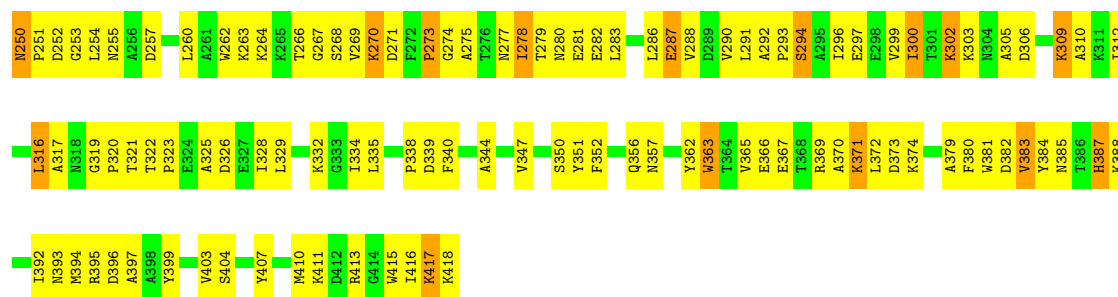 N250 P251 D252 G253 L254 N255 A256 D257 L260 A261 W262 K263 K264 K265 T266 G267 S268 V269 K270 D271 F272 P273 G274 A275 T276 N277 I278 T279 N280 E281 E282 L283 L286 E287 V288 D289 V290 L291 A292 P293 S294 A295 I296 E297 E298 V299 I300 T301 K302 K303 N304 A305 D306 K309 A310 K311 I312
L316 A317 N318 G319 P320 T321 T322 P323 E324 A325 D326 E327 I328 L329 K332 G333 I334 L335 P338 D339 F340 A344 V347 S350 Y351 F352 Q356 N357 Y362 W363 T364 V365 E366 E367 T368 R369 A370 K371 L372 D373 K374 A379 F380 W381 D382 V383 Y384 N385 T386 H387 K388
I392 N393 M394 R395 D396 A397 A398 Y399 V403 S404 Y407 M410 K411 D412 R413 G414 W415 I416 K417 K418